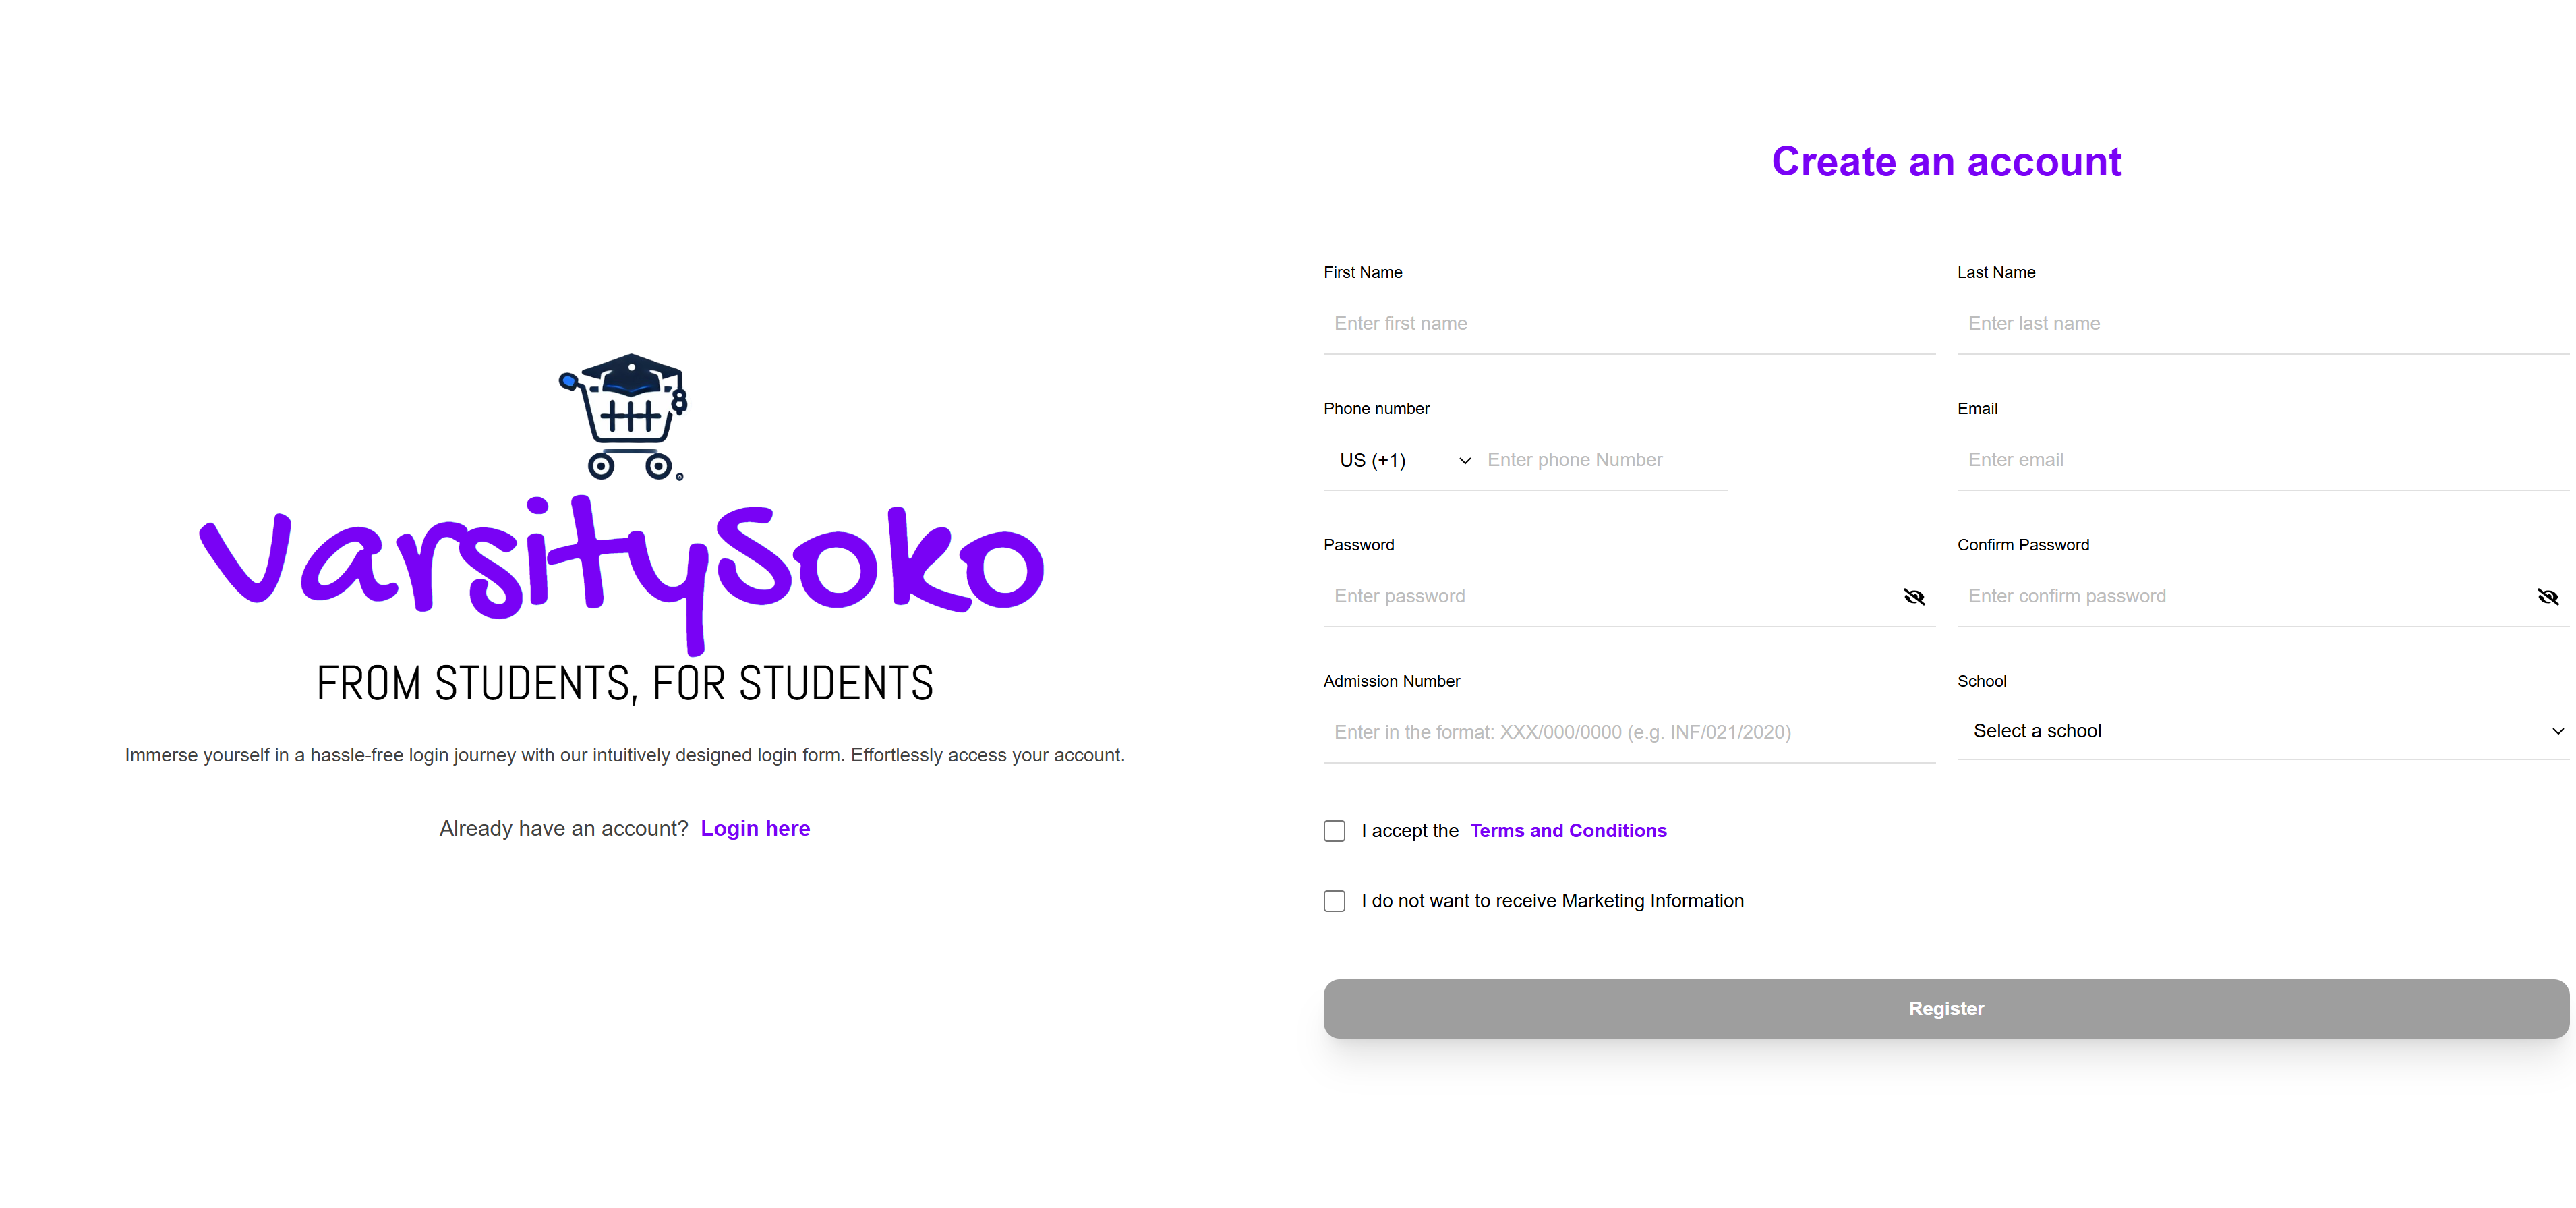 VarsitySoko
FROM STUDENTS, FOR STUDENTS
Immerse yourself in a hassle-free login journey with our intuitively designed login form. Effortlessly access your account.
Already have an account? Login here
Create an account
First Name
Enter first name
Last Name
Enter last name
Phone number
US (+1)
Enter phone Number
Email
Enter email
Password
Enter password
Confirm Password
Enter confirm password
Admission Number
Enter in the format: XXX/000/0000 (e.g. INF/021/2020)
School
Select a school
I accept the Terms and Conditions
I do not want to receive Marketing Information
Register